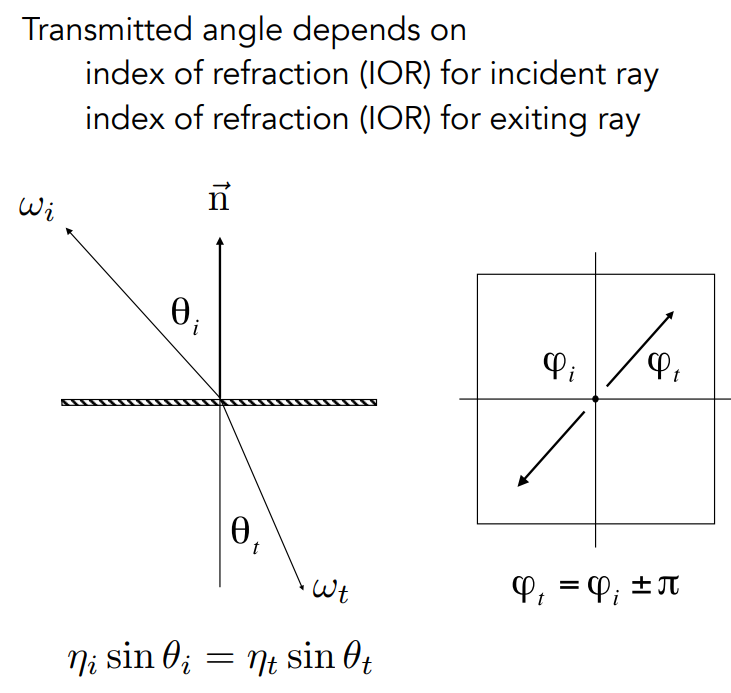 Transmitted angle depends on
index of refraction (IOR) for incident ray
index of refraction (IOR) for exiting ray
ωᵢ
n⃗
θᵢ
φᵢ
φₜ
θₜ
ωₜ
φₜ = φᵢ ± π
ηᵢ sin θᵢ = ηₜ sin θₜ